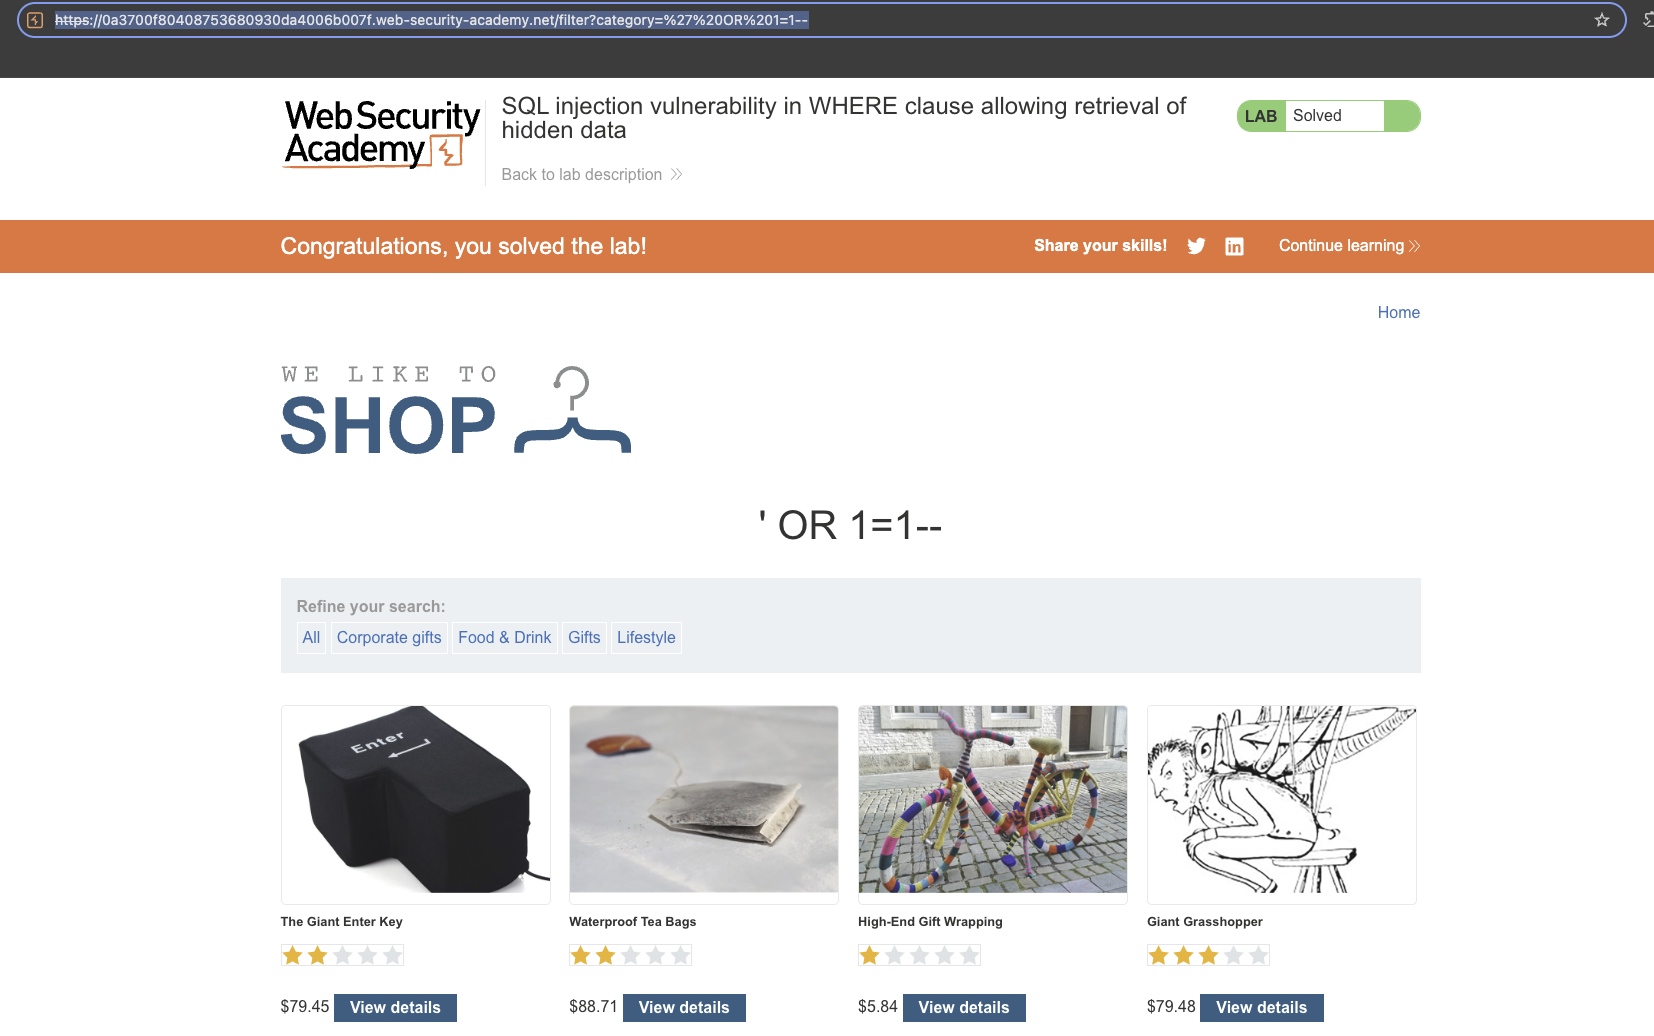 https://0a3700f80408753680930da4006b007f.web-security-academy.net/filter?category=%27%20OR%201=1--
Web Security
Academy
SQL injection vulnerability in WHERE clause allowing retrieval of
hidden data
Back to lab description
LAB Solved
Congratulations, you solved the lab!
Share your skills!
Continue learning
Home
WE LIKE TO
SHOP
' OR 1=1--
Refine your search:
All Corporate gifts Food & Drink Gifts Lifestyle
Enter
The Giant Enter Key
Waterproof Tea Bags
High-End Gift Wrapping
Giant Grasshopper
$79.45 View details
$88.71 View details
$5.84 View details
$79.48 View details